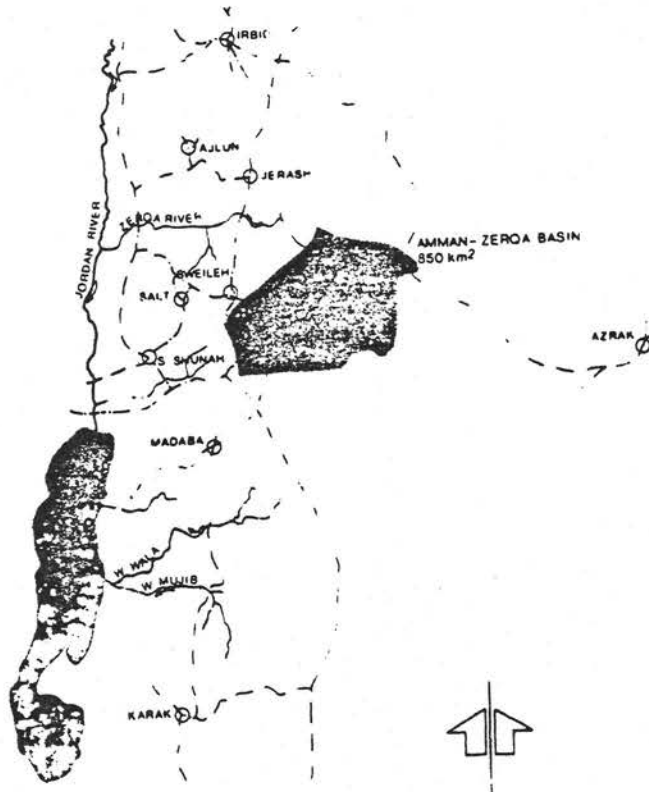 IRBID
AJLUN
JERASH
ZERQA RIVER
JORDAN RIVER
AMMAN-ZERQA BASIN
850 km²
SWEILEH
SALT
AZRAK
S. SHUNAH
MADABA
W WALA
W MUJIB
KARAK